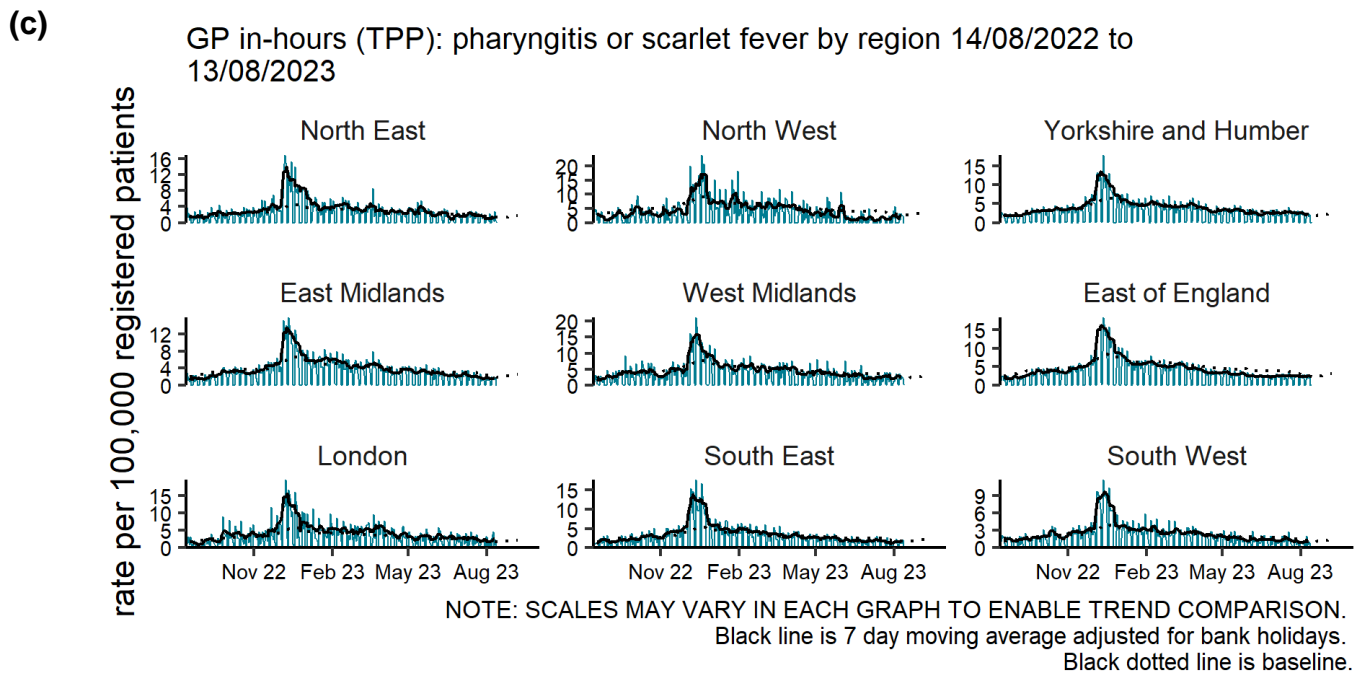 (c)
GP in-hours (TPP): pharyngitis or scarlet fever by region 14/08/2022 to
13/08/2023
rate per 100,000 registered patients
North East
16
12
8
4
0
North West
20
15
10
5
0
Yorkshire and Humber
15
10
5
0
East Midlands
12
8
4
0
West Midlands
20
15
10
5
0
East of England
15
10
5
0
London
15
10
5
0
Nov 22 Feb 23 May 23 Aug 23
South East
15
10
5
0
Nov 22 Feb 23 May 23 Aug 23
South West
9
6
3
0
Nov 22 Feb 23 May 23 Aug 23
NOTE: SCALES MAY VARY IN EACH GRAPH TO ENABLE TREND COMPARISON.
Black line is 7 day moving average adjusted for bank holidays.
Black dotted line is baseline.